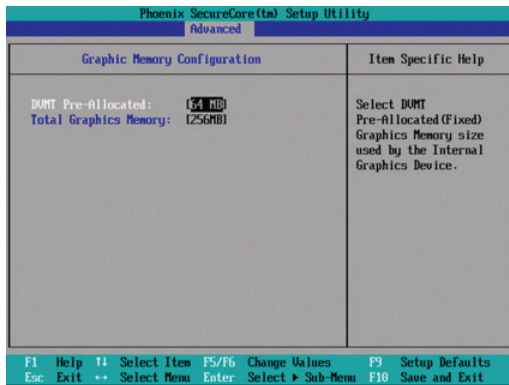 Phoenix SecureCore(tm) Setup Utility
Advanced
Graphic Memory Configuration
Item Specific Help
DVMT Pre-Allocated: [64 MB]
Total Graphics Memory: [256MB]
Select DVMT
Pre-Allocated(Fixed)
Graphics Memory size
used by the Internal
Graphics Device.
F1 Help ↑↓ Select Item F5/F6 Change Values F9 Setup Defaults
Esc Exit ↔ Select Menu Enter Select ▶ Sub-Menu F10 Save and Exit